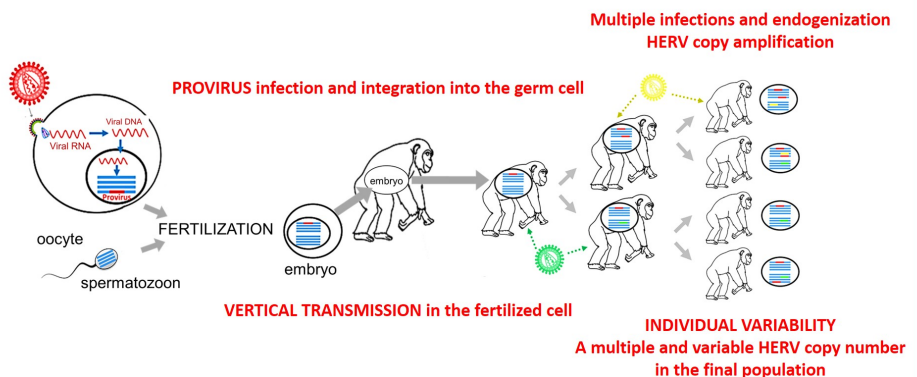 Multiple infections and endogenization
HERV copy amplification
PROVIRUS infection and integration into the germ cell
Viral DNA
Viral RNA
Provirus
embryo
FERTILIZATION
oocyte
embryo
spermatozoon
VERTICAL TRANSMISSION in the fertilized cell
INDIVIDUAL VARIABILITY
A multiple and variable HERV copy number
in the final population